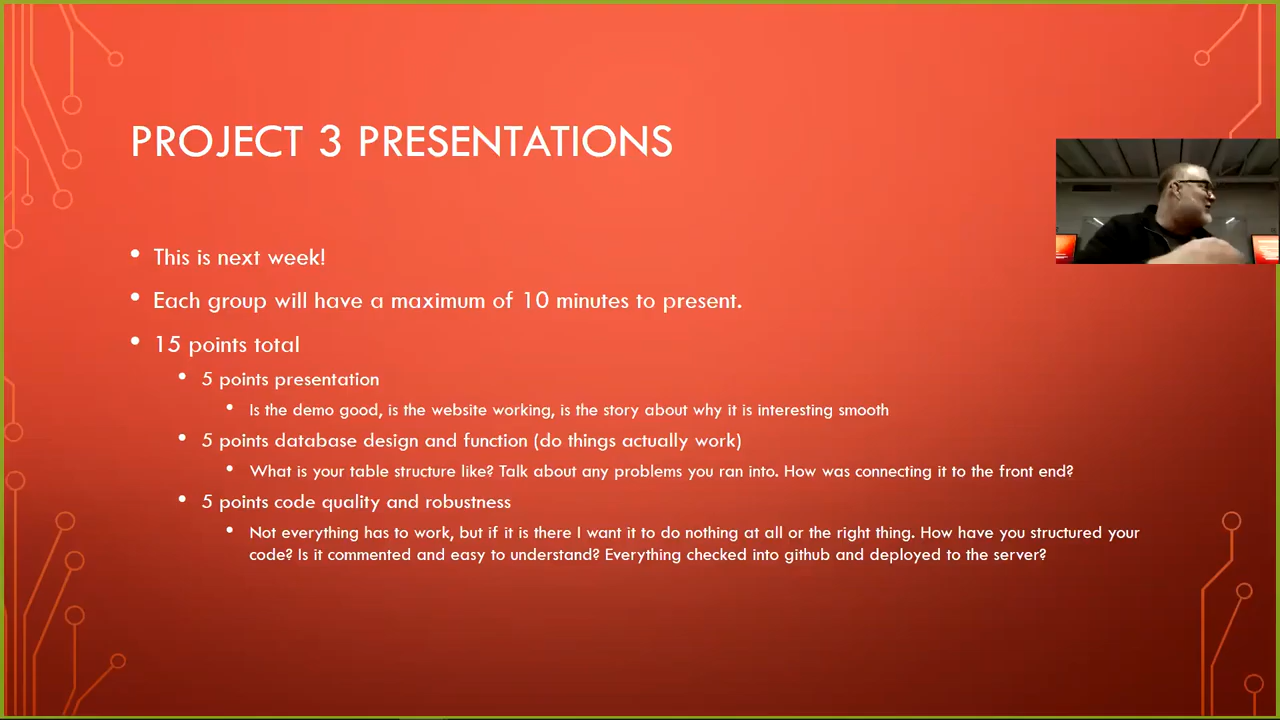 PROJECT 3 PRESENTATIONS
• This is next week!
• Each group will have a maximum of 10 minutes to present.
• 15 points total
• 5 points presentation
• Is the demo good, is the website working, is the story about why it is interesting smooth
• 5 points database design and function (do things actually work)
• What is your table structure like? Talk about any problems you ran into. How was connecting it to the front end?
• 5 points code quality and robustness
• Not everything has to work, but if it is there I want it to do nothing at all or the right thing. How have you structured your
code? Is it commented and easy to understand? Everything checked into github and deployed to the server?